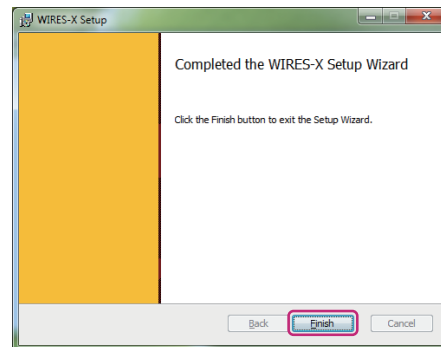 WIRES-X Setup
Completed the WIRES-X Setup Wizard
Click the Finish button to exit the Setup Wizard.
Back Finish Cancel